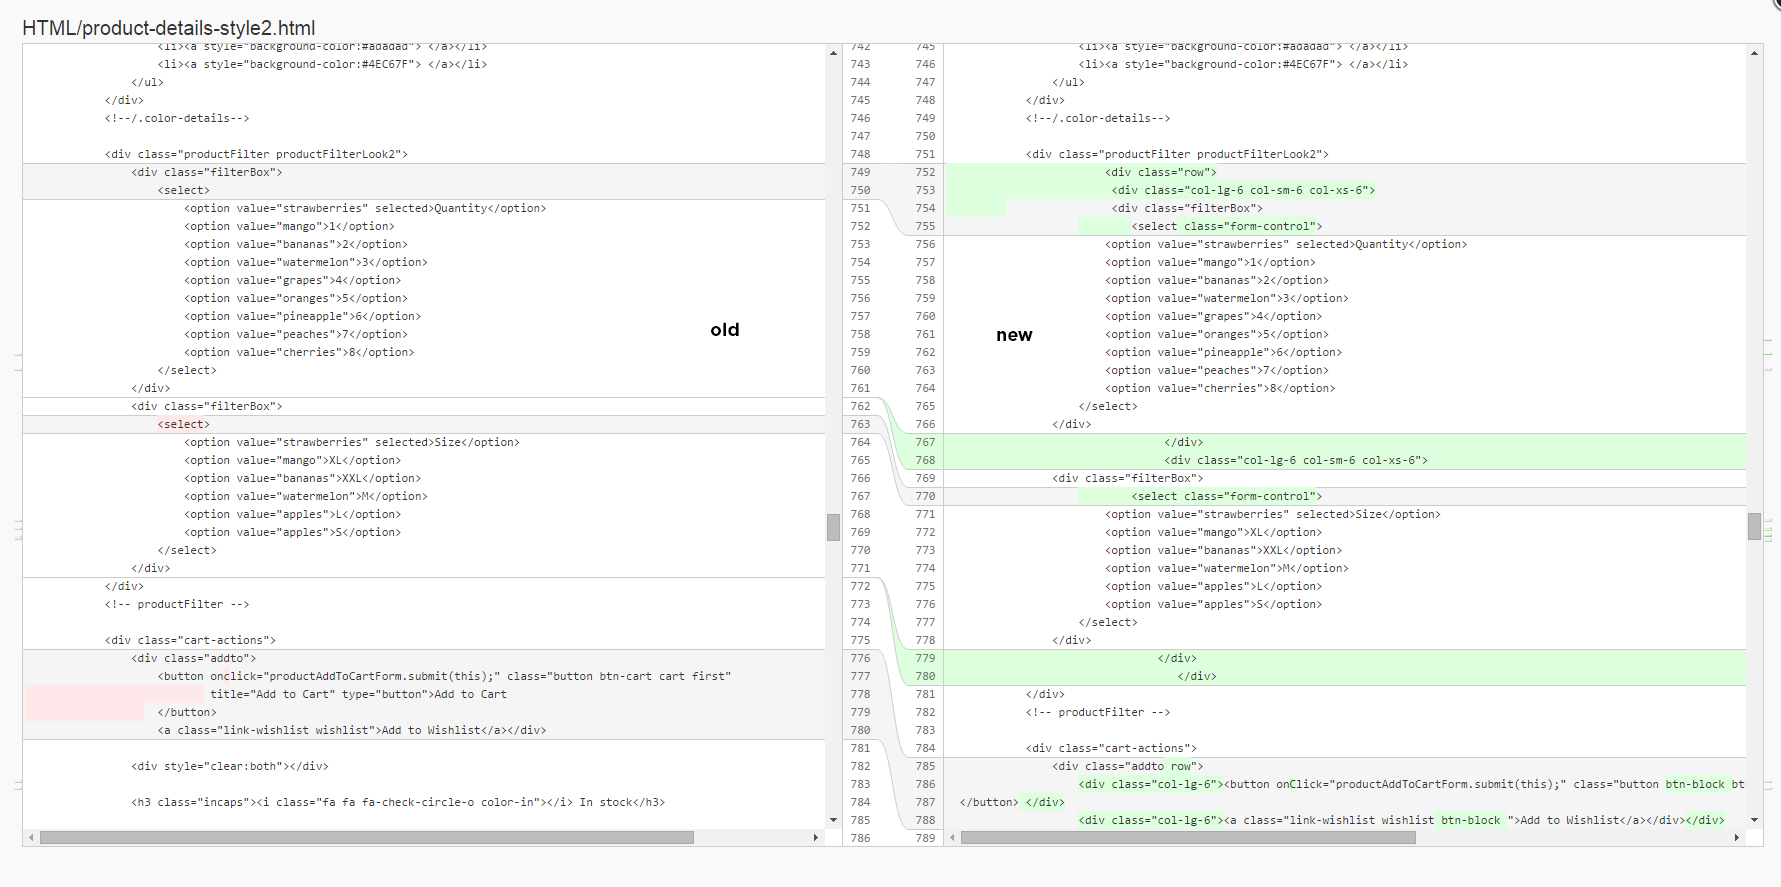 HTML/product-details-style2.html
<li><a style="background-color:#adadad"> </a></li>
<li><a style="background-color:#4EC67F"> </a></li>
</ul>
</div>
<!--/.color-details-->
<div class="productFilter productFilterLook2">
<div class="filterBox">
<select>
<option value="strawberries" selected>Quantity</option>
<option value="mango">1</option>
<option value="bananas">2</option>
<option value="watermelon">3</option>
<option value="grapes">4</option>
<option value="oranges">5</option>
<option value="pineapple">6</option>
<option value="peaches">7</option>
<option value="cherries">8</option>
</select>
</div>
<div class="filterBox">
<select>
<option value="strawberries" selected>Size</option>
<option value="mango">XL</option>
<option value="bananas">XXL</option>
<option value="watermelon">M</option>
<option value="apples">L</option>
<option value="apples">S</option>
</select>
</div>
</div>
<!-- productFilter -->
<div class="cart-actions">
<div class="addto">
<button onclick="productAddToCartForm.submit(this);" class="button btn-cart cart first"
title="Add to Cart" type="button">Add to Cart
</button>
<a class="link-wishlist wishlist">Add to Wishlist</a></div>
<div style="clear:both"></div>
<h3 class="incaps"><i class="fa fa fa-check-circle-o color-in"></i> In stock</h3>
old
742 745 <li><a style="background-color:#adadad"> </a></li>
743 746 <li><a style="background-color:#4EC67F"> </a></li>
744 747 </ul>
745 748 </div>
746 749 <!--/.color-details-->
747 750
748 751 <div class="productFilter productFilterLook2">
749 752 <div class="row">
750 753 <div class="col-lg-6 col-sm-6 col-xs-6">
751 754 <div class="filterBox">
752 755 <select class="form-control">
753 756 <option value="strawberries" selected>Quantity</option>
754 757 <option value="mango">1</option>
755 758 <option value="bananas">2</option>
756 759 <option value="watermelon">3</option>
757 760 <option value="grapes">4</option>
758 761 <option value="oranges">5</option>
759 762 <option value="pineapple">6</option>
760 763 <option value="peaches">7</option>
761 764 <option value="cherries">8</option>
762 765 </select>
763 766 </div>
764 767 </div>
765 768 <div class="col-lg-6 col-sm-6 col-xs-6">
766 769 <div class="filterBox">
767 770 <select class="form-control">
768 771 <option value="strawberries" selected>Size</option>
769 772 <option value="mango">XL</option>
770 773 <option value="bananas">XXL</option>
771 774 <option value="watermelon">M</option>
772 775 <option value="apples">L</option>
773 776 <option value="apples">S</option>
774 777 </select>
775 778 </div>
776 779 </div>
777 780 </div>
778 781 </div>
779 782 <!-- productFilter -->
780 783
781 784 <div class="cart-actions">
782 785 <div class="addto row">
783 786 <div class="col-lg-6"><button onClick="productAddToCartForm.submit(this);" class="button btn-block bt
784 787 </button> </div>
785 788 <div class="col-lg-6"><a class="link-wishlist wishlist btn-block ">Add to Wishlist</a></div></div>
786 789
new